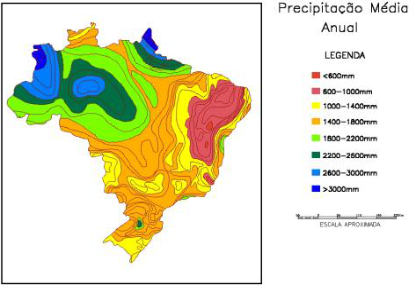 Precipitação Média
Anual
LEGENDA
<600mm
600-1000mm
1000-1400mm
1400-1800mm
1800-2200mm
2200-2600mm
2600-3000mm
>3000mm
ESCALA APROXIMADA